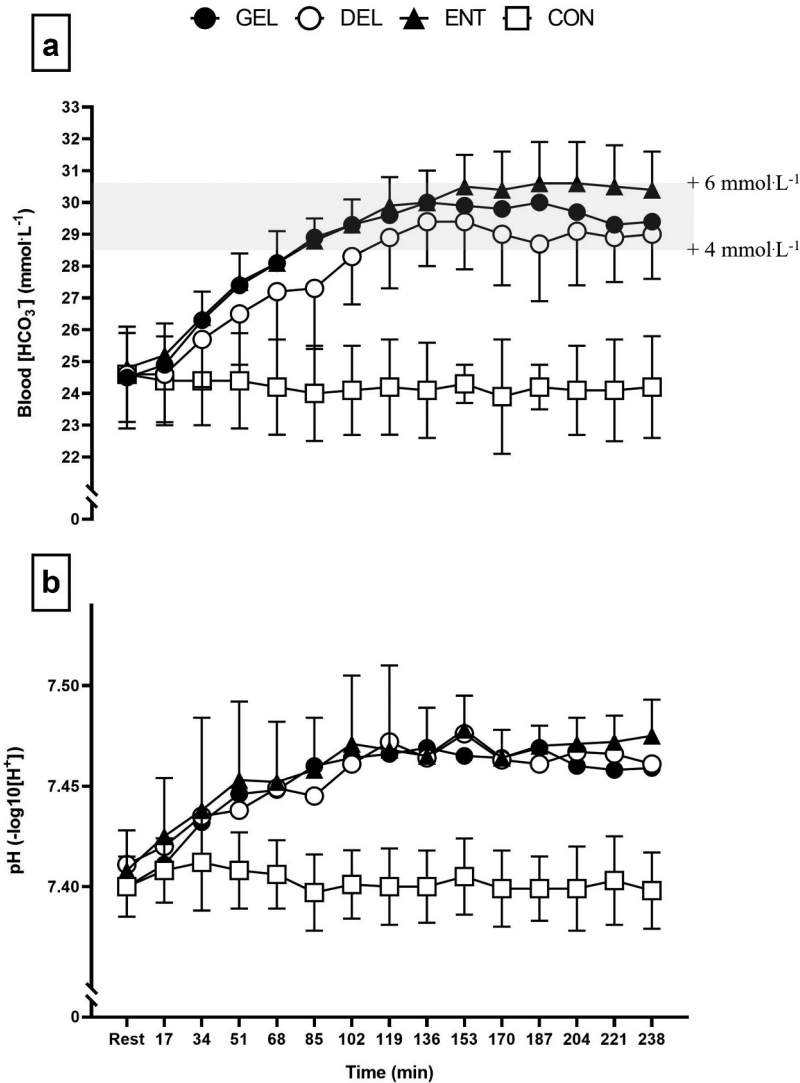 GEL DEL ENT CON
a
33
32
31
30
29
28
27
26
25
24
23
22
0
Blood [HCO₃⁻] (mmol·L⁻¹)
+ 6 mmol·L⁻¹
+ 4 mmol·L⁻¹
b
7.50
7.45
7.40
0
pH (-log10[H⁺])
Rest 17 34 51 68 85 102 119 136 153 170 187 204 221 238
Time (min)